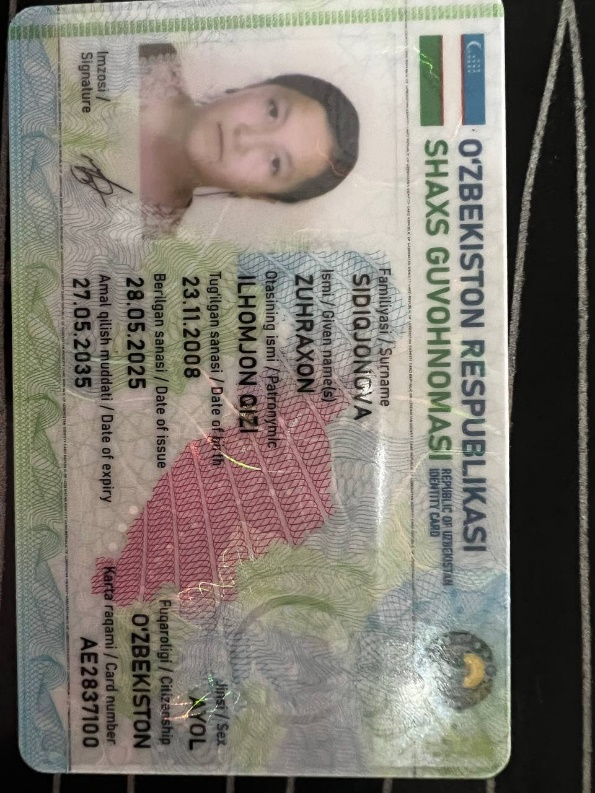 O'ZBEKISTON RESPUBLIKASI
SHAXS GUVOHNOMASI
REPUBLIC OF UZBEKISTAN
IDENTITY CARD
Familiyasi / Surname
SIDIQJONOVA
Ismi / Given name(s)
ZUHRAXON
Otasining ismi / Patronymic
ILHOMJON QIZI
Tug'ilgan sanasi / Date of birth
23.11.2008
Jinsi / Sex
AYOL
Berilgan sanasi / Date of issue
28.05.2025
Fuqaroligi / Citizenship
O'ZBEKISTON
Amal qilish muddati / Date of expiry
27.05.2035
Karta raqami / Card number
AE2837100
Imzosi /
Signature